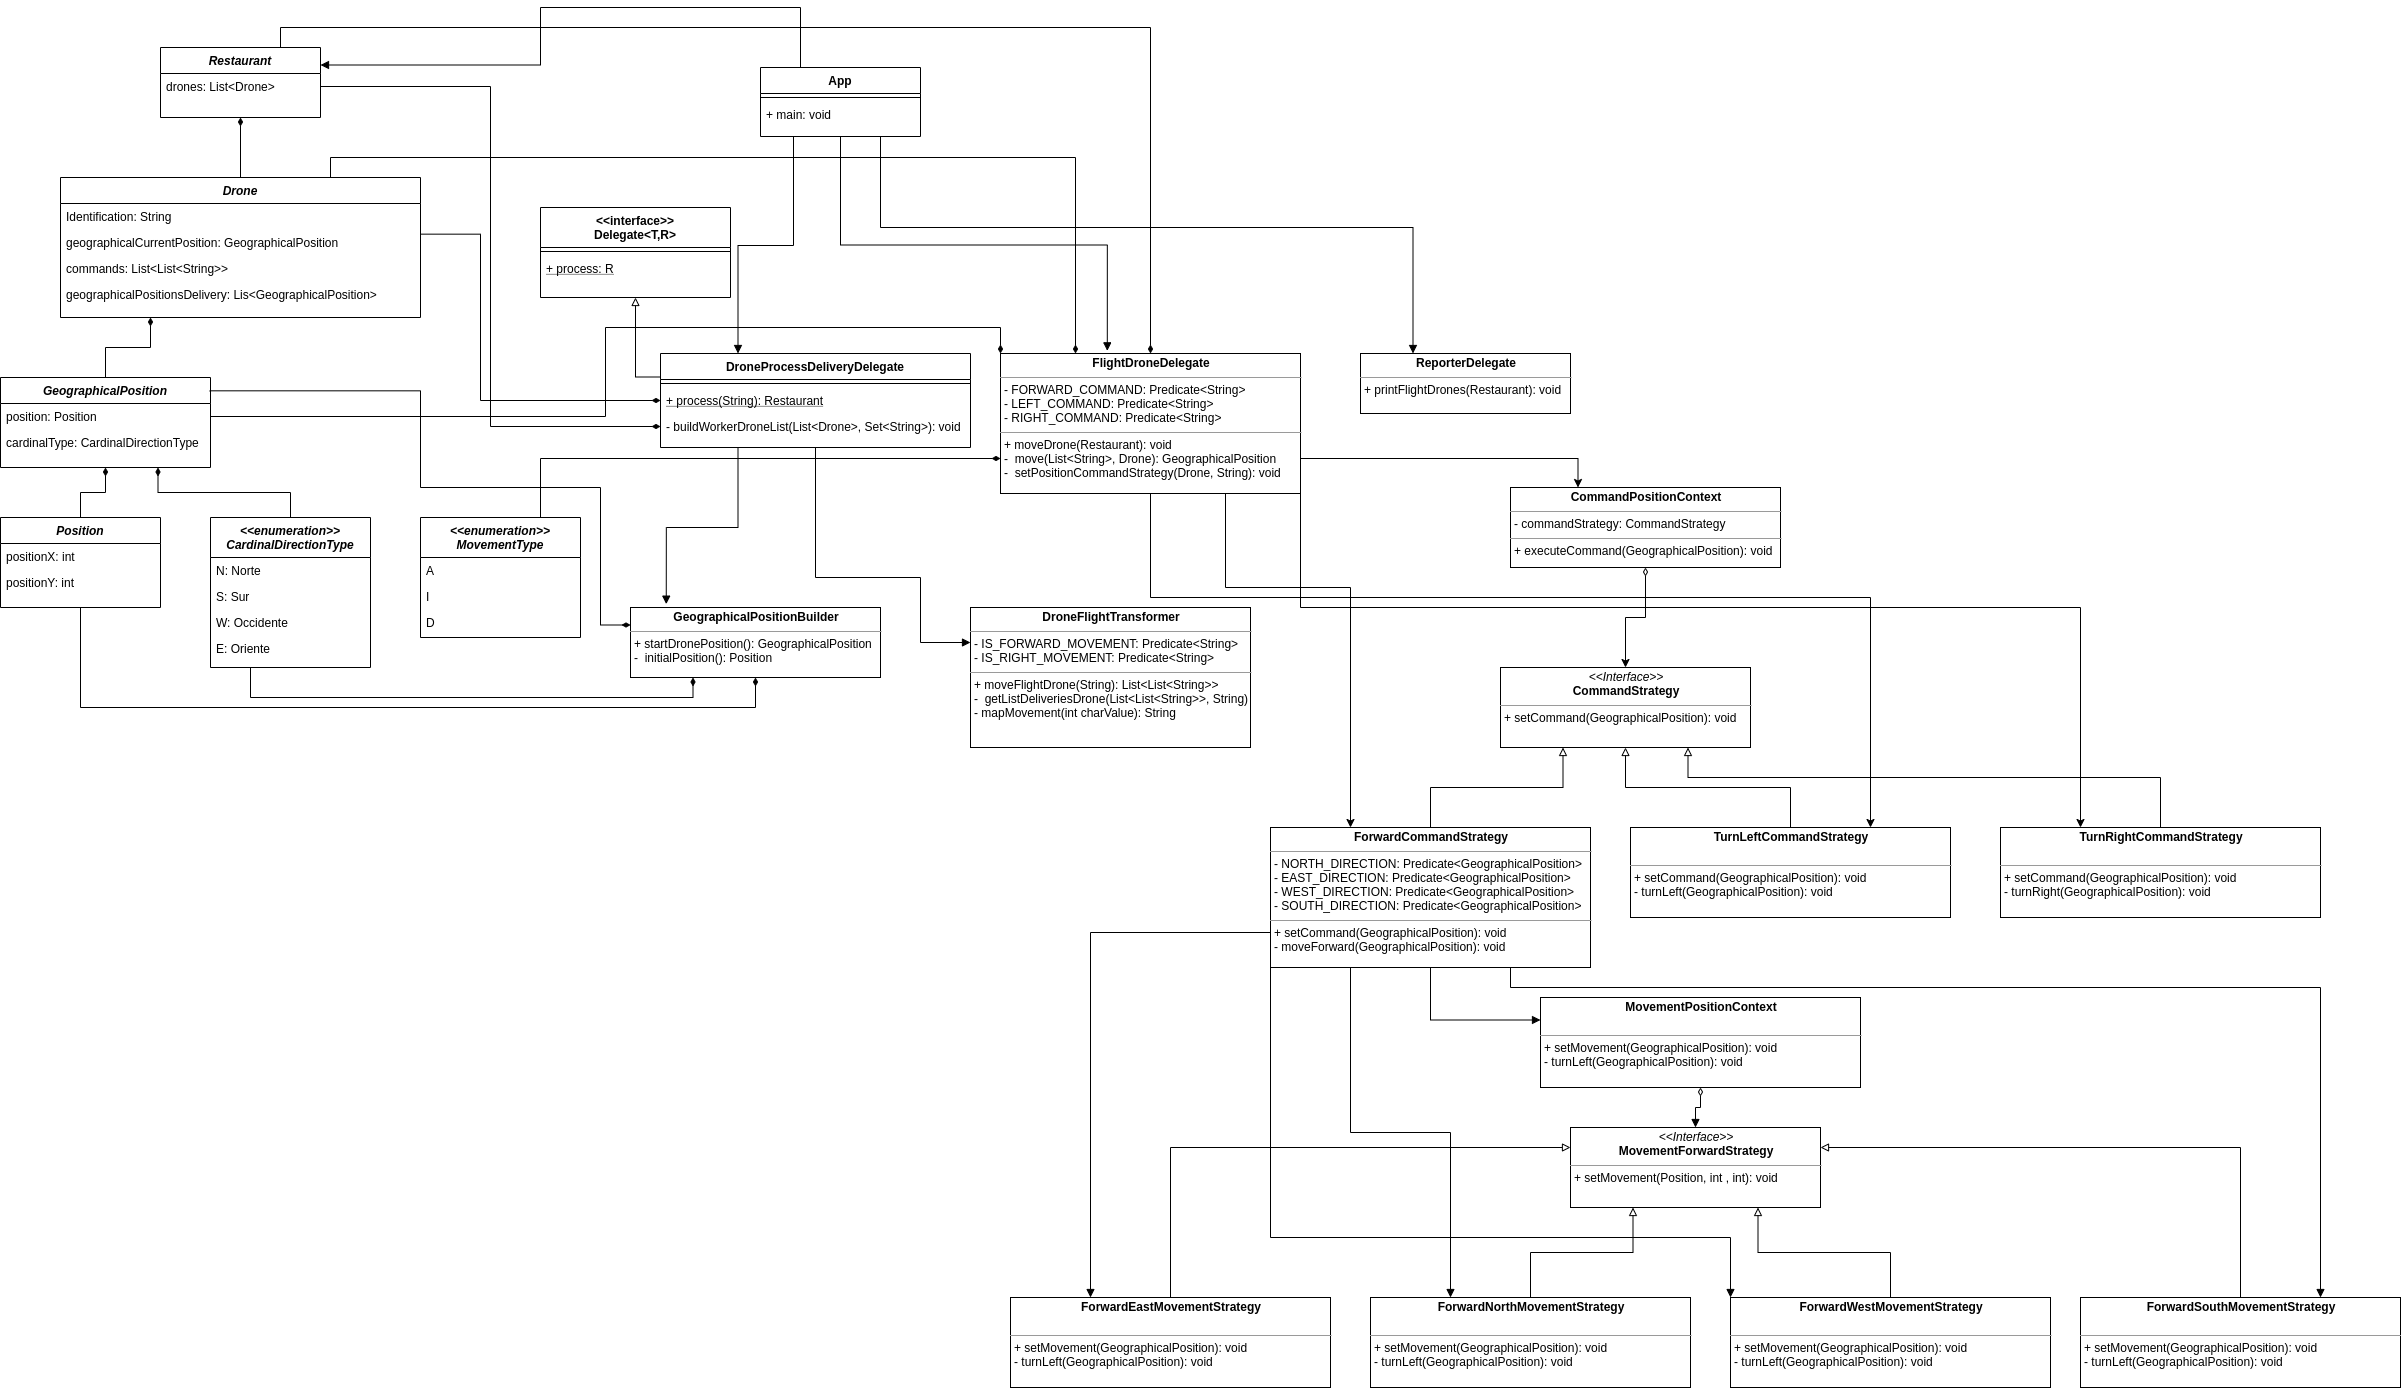 Restaurant
drones: List<Drone>
App
+ main: void
Drone
Identification: String
geographicalCurrentPosition: GeographicalPosition
commands: List<List<String>>
geographicalPositionsDelivery: Lis<GeographicalPosition>
<<interface>>
Delegate<T,R>
+ process: R
DroneProcessDeliveryDelegate
+ process(String): Restaurant
- buildWorkerDroneList(List<Drone>, Set<String>): void
FlightDroneDelegate
- FORWARD_COMMAND: Predicate<String>
- LEFT_COMMAND: Predicate<String>
- RIGHT_COMMAND: Predicate<String>
+ moveDrone(Restaurant): void
- move(List<String>, Drone): GeographicalPosition
- setPositionCommandStrategy(Drone, String): void
ReporterDelegate
+ printFlightDrones(Restaurant): void
GeographicalPosition
position: Position
cardinalType: CardinalDirectionType
Position
positionX: int
positionY: int
<<enumeration>>
CardinalDirectionType
N: Norte
S: Sur
W: Occidente
E: Oriente
<<enumeration>>
MovementType
A
I
D
CommandPositionContext
- commandStrategy: CommandStrategy
+ executeCommand(GeographicalPosition): void
GeographicalPositionBuilder
+ startDronePosition(): GeographicalPosition
- initialPosition(): Position
DroneFlightTransformer
- IS_FORWARD_MOVEMENT: Predicate<String>
- IS_RIGHT_MOVEMENT: Predicate<String>
+ moveFlightDrone(String): List<List<String>>
- getListDeliveriesDrone(List<List<String>>, String)
- mapMovement(int charValue): String
<<Interface>>
CommandStrategy
+ setCommand(GeographicalPosition): void
ForwardCommandStrategy
- NORTH_DIRECTION: Predicate<GeographicalPosition>
- EAST_DIRECTION: Predicate<GeographicalPosition>
- WEST_DIRECTION: Predicate<GeographicalPosition>
- SOUTH_DIRECTION: Predicate<GeographicalPosition>
+ setCommand(GeographicalPosition): void
- moveForward(GeographicalPosition): void
TurnLeftCommandStrategy
+ setCommand(GeographicalPosition): void
- turnLeft(GeographicalPosition): void
TurnRightCommandStrategy
+ setCommand(GeographicalPosition): void
- turnRight(GeographicalPosition): void
MovementPositionContext
+ setMovement(GeographicalPosition): void
- turnLeft(GeographicalPosition): void
<<Interface>>
MovementForwardStrategy
+ setMovement(Position, int , int): void
ForwardEastMovementStrategy
+ setMovement(GeographicalPosition): void
- turnLeft(GeographicalPosition): void
ForwardNorthMovementStrategy
+ setMovement(GeographicalPosition): void
- turnLeft(GeographicalPosition): void
ForwardWestMovementStrategy
+ setMovement(GeographicalPosition): void
- turnLeft(GeographicalPosition): void
ForwardSouthMovementStrategy
+ setMovement(GeographicalPosition): void
- turnLeft(GeographicalPosition): void